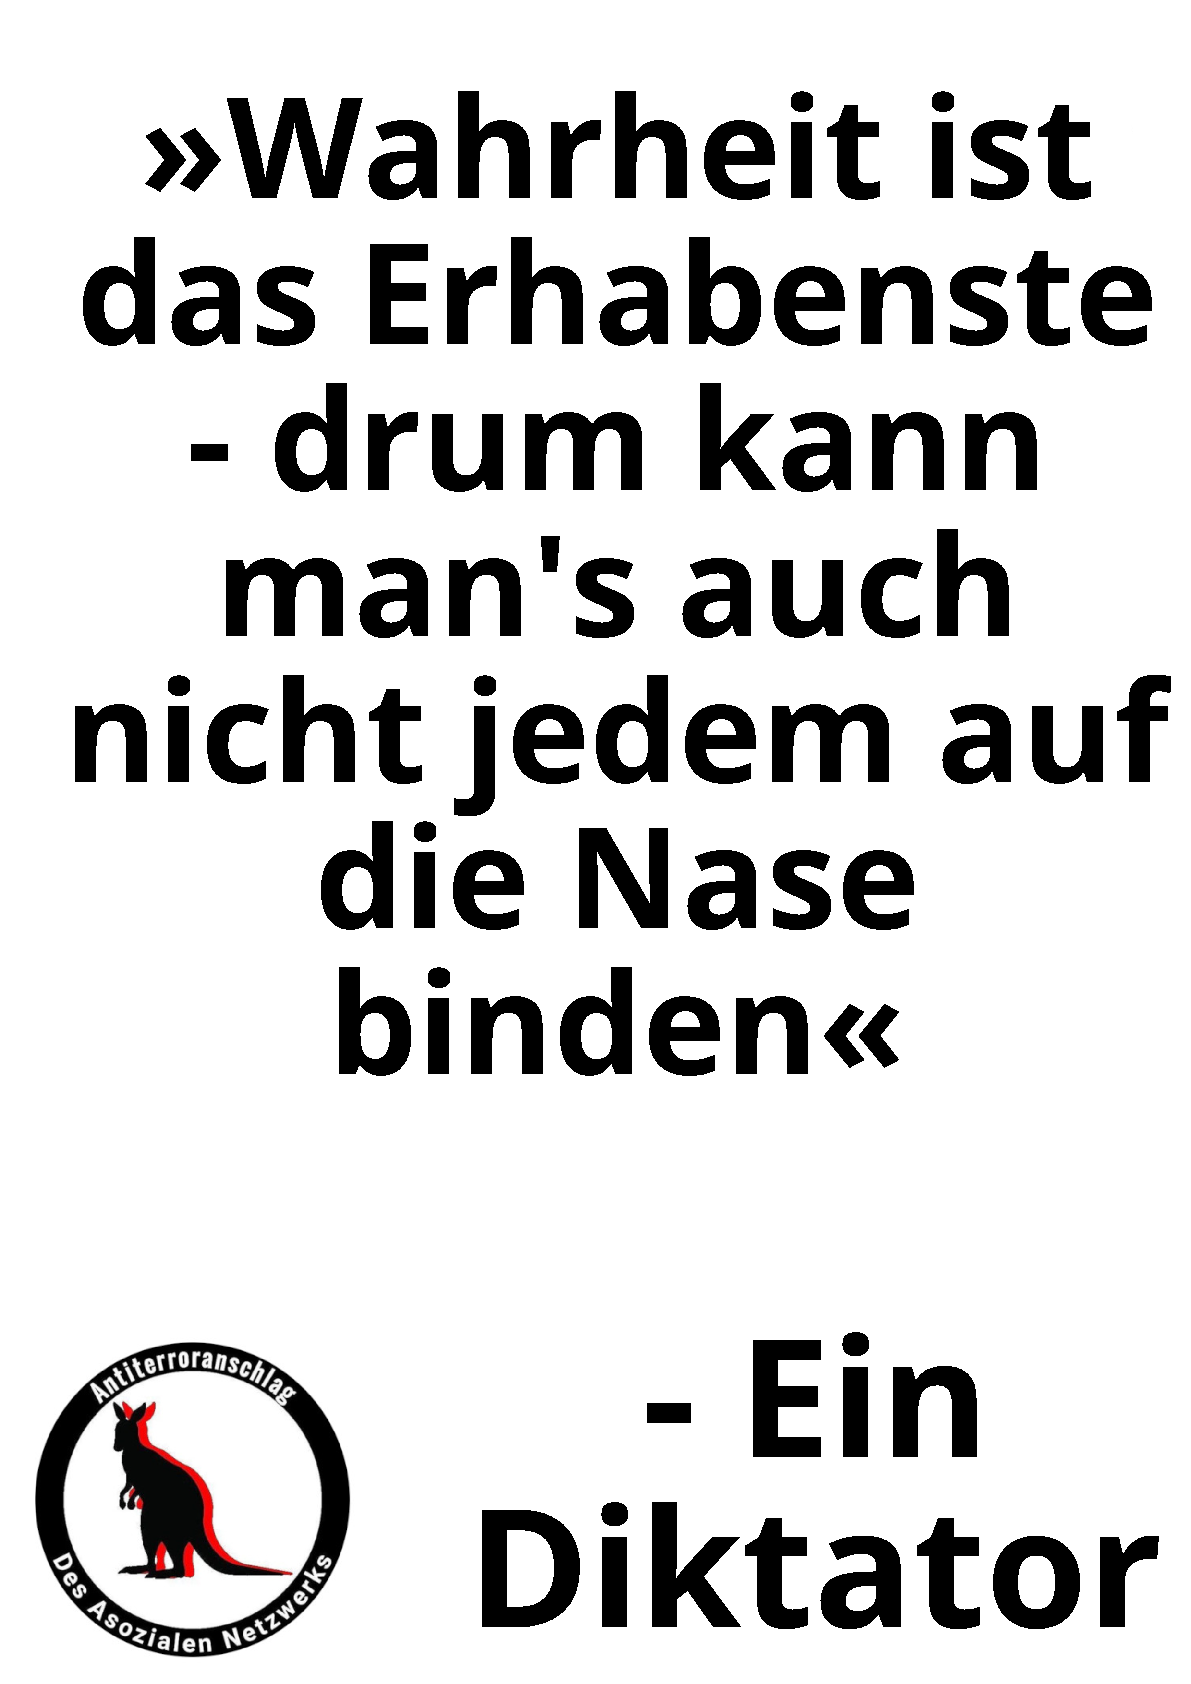 »Wahrheit ist
das Erhabenste
- drum kann
man's auch
nicht jedem auf
die Nase
binden«
- Ein
Diktator
Antiterroranschlag
Des Asozialen Netzwerks